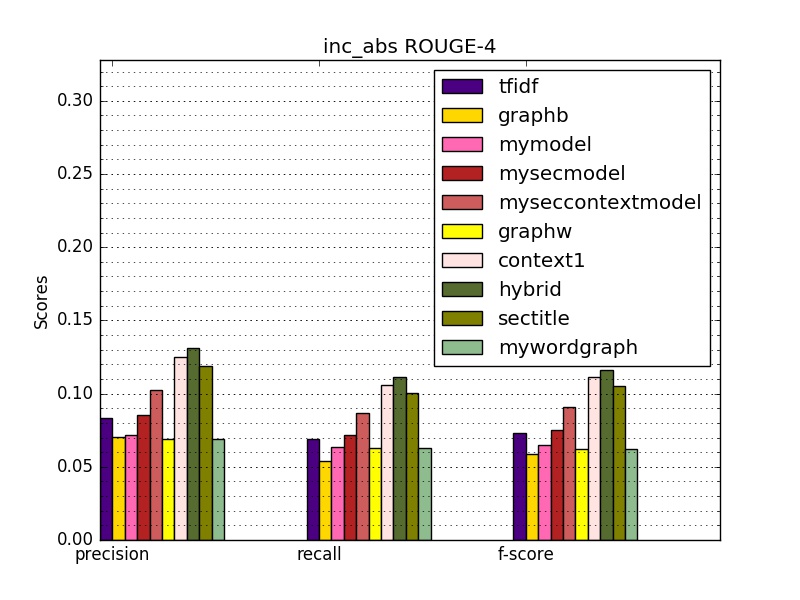 inc_abs ROUGE-4
0.30
0.25
0.20
0.15
0.10
0.05
0.00
Scores
tfidf
graphb
mymodel
mysecmodel
myseccontextmodel
graphw
context1
hybrid
sectitle
mywordgraph
precision
recall
f-score